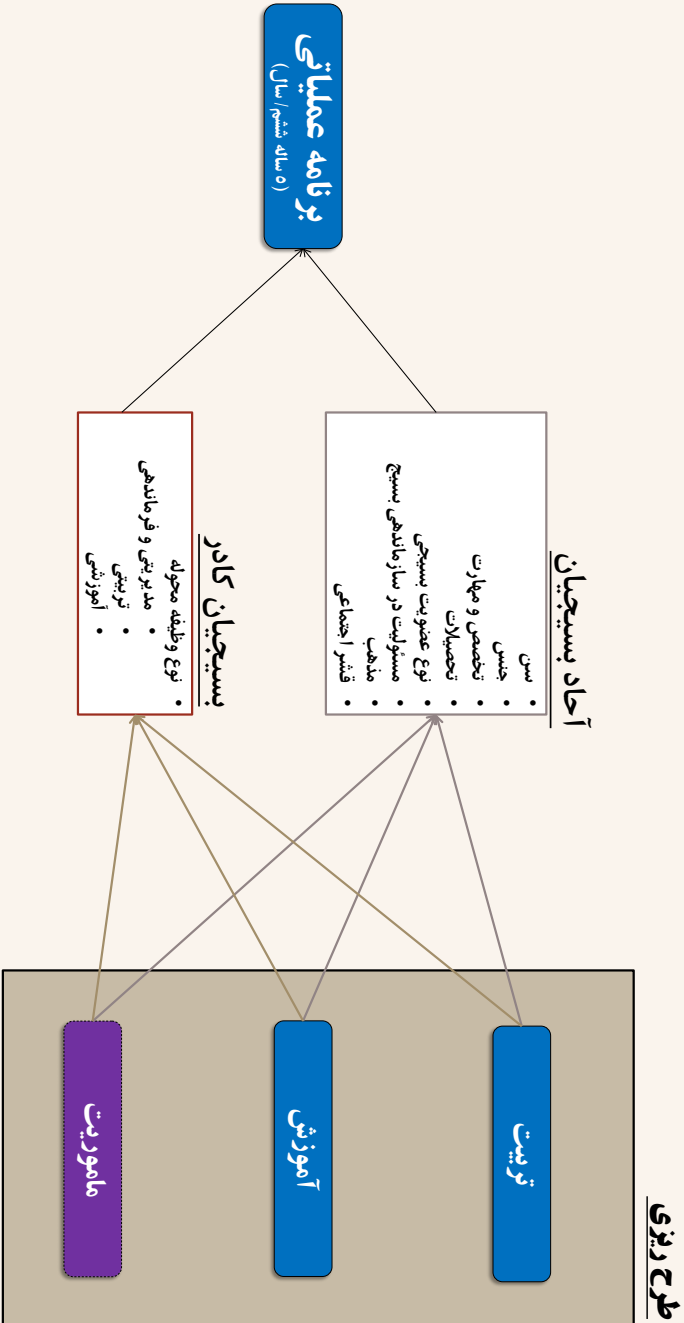 طرح ریزی
تربیت
آموزش
ماموریت
آحاد بسیجیان
• سن
• جنس
• تخصص و مهارت
• تحصیلات
• نوع عضویت بسیجی
• مسئولیت در سازماندهی بسیج
• مذهب
• قشر اجتماعی
بسیجیان کادر
• نوع وظیفه محوله
• مدیریتی و فرماندهی
• تربیتی
• آموزشی
برنامه عملیاتی
(۵ ساله ششم/سال)